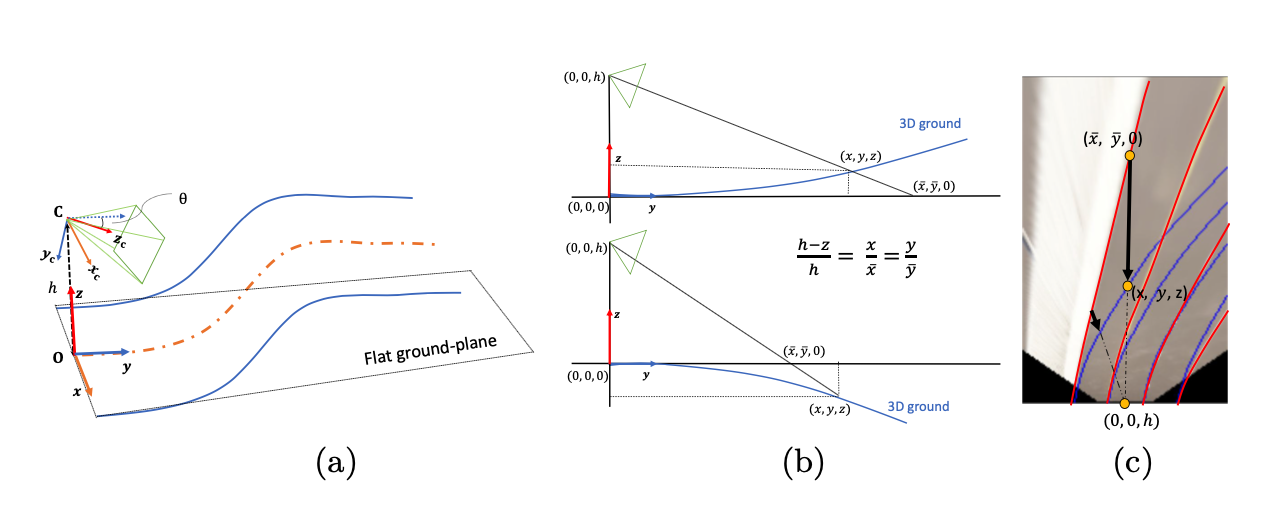 C
θ
z_c
y_c
x_c
h
z
O
y
x
Flat ground-plane
(a)
(0, 0, h)
3D ground
z
(x, y, z)
(x̄, ȳ, 0)
(0, 0, 0)
y
(0, 0, h)
h−z/h = x/x̄ = y/ȳ
z
(x̄, ȳ, 0)
(0, 0, 0)
y
(x, y, z)
3D ground
(b)
(x̄, ȳ, 0)
(x, y, z)
(0, 0, h)
(c)